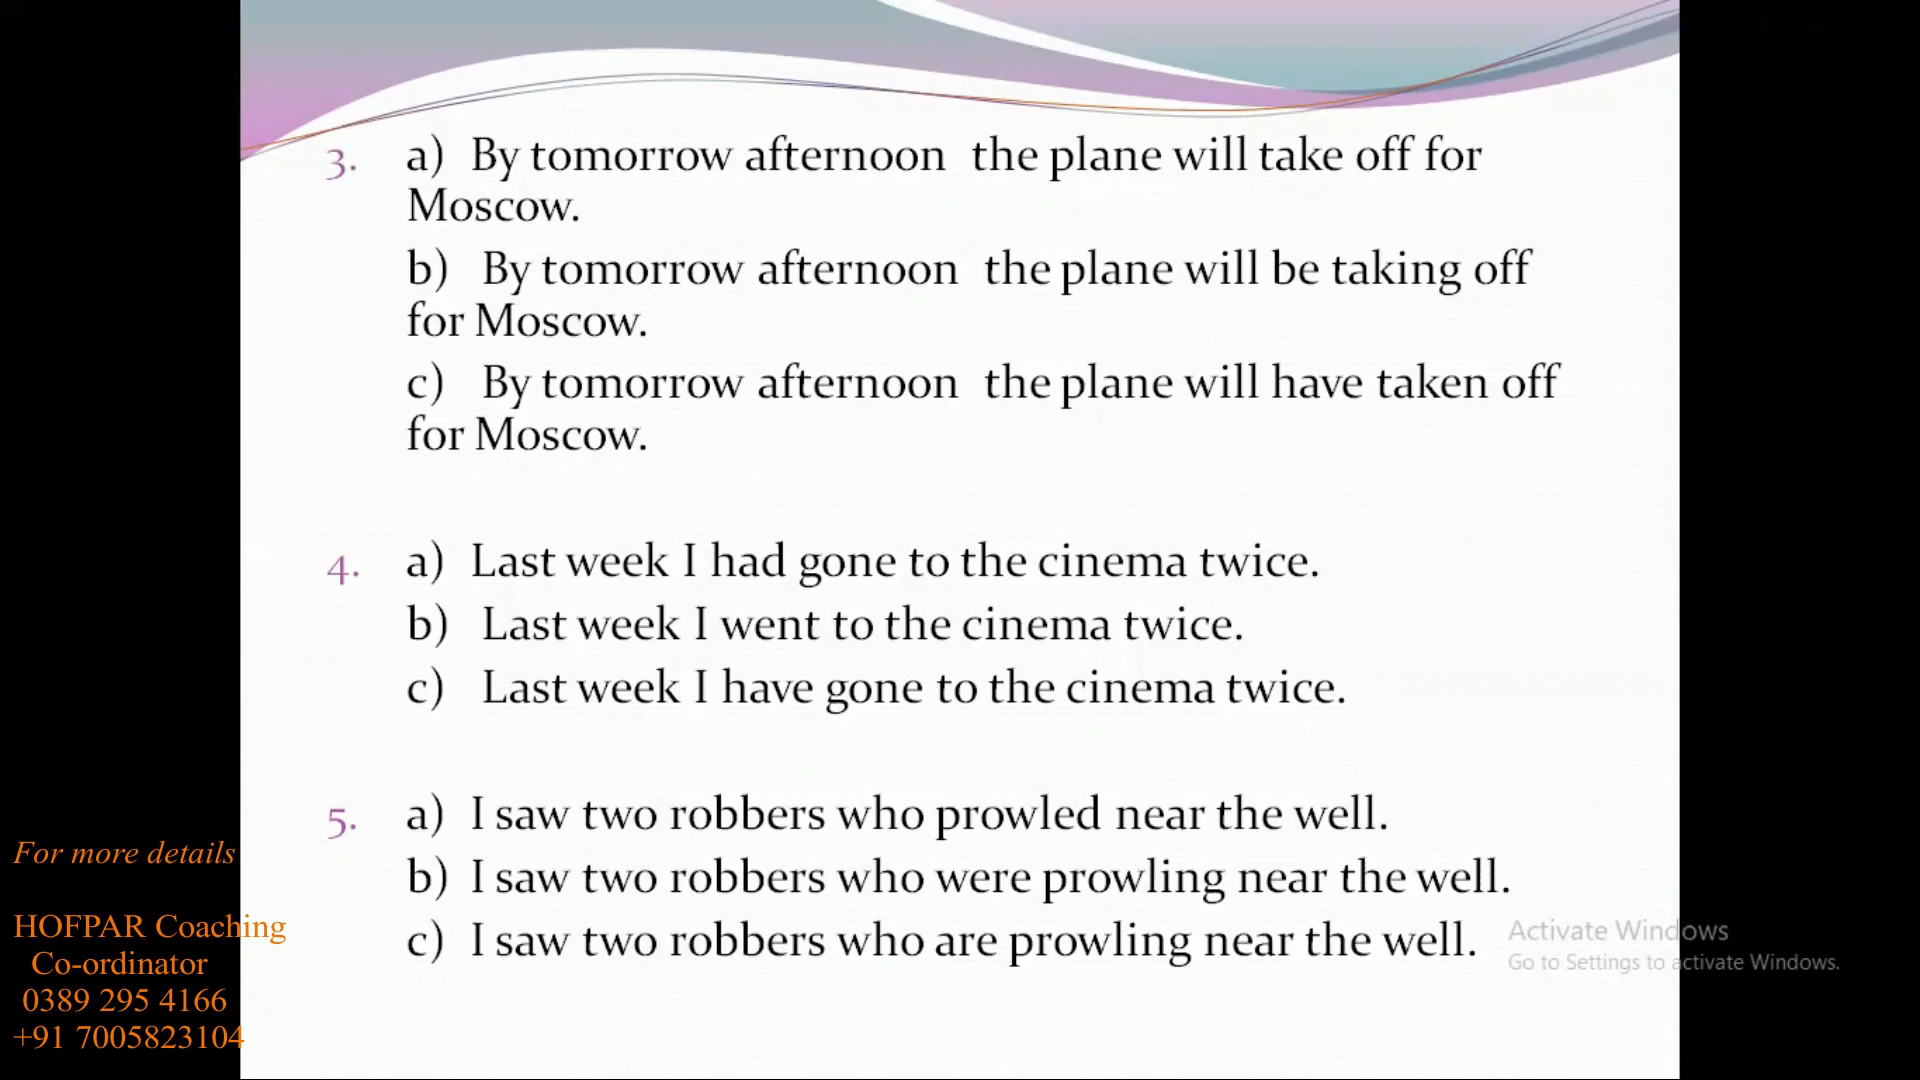 3. a) By tomorrow afternoon the plane will take off for
Moscow.
b) By tomorrow afternoon the plane will be taking off
for Moscow.
c) By tomorrow afternoon the plane will have taken off
for Moscow.
4. a) Last week I had gone to the cinema twice.
b) Last week I went to the cinema twice.
c) Last week I have gone to the cinema twice.
5. a) I saw two robbers who prowled near the well.
b) I saw two robbers who were prowling near the well.
c) I saw two robbers who are prowling near the well.
For more details
HOFPAR Coaching
Co-ordinator
0389 295 4166
+91 7005823104
Activate Windows
Go to Settings to activate Windows.